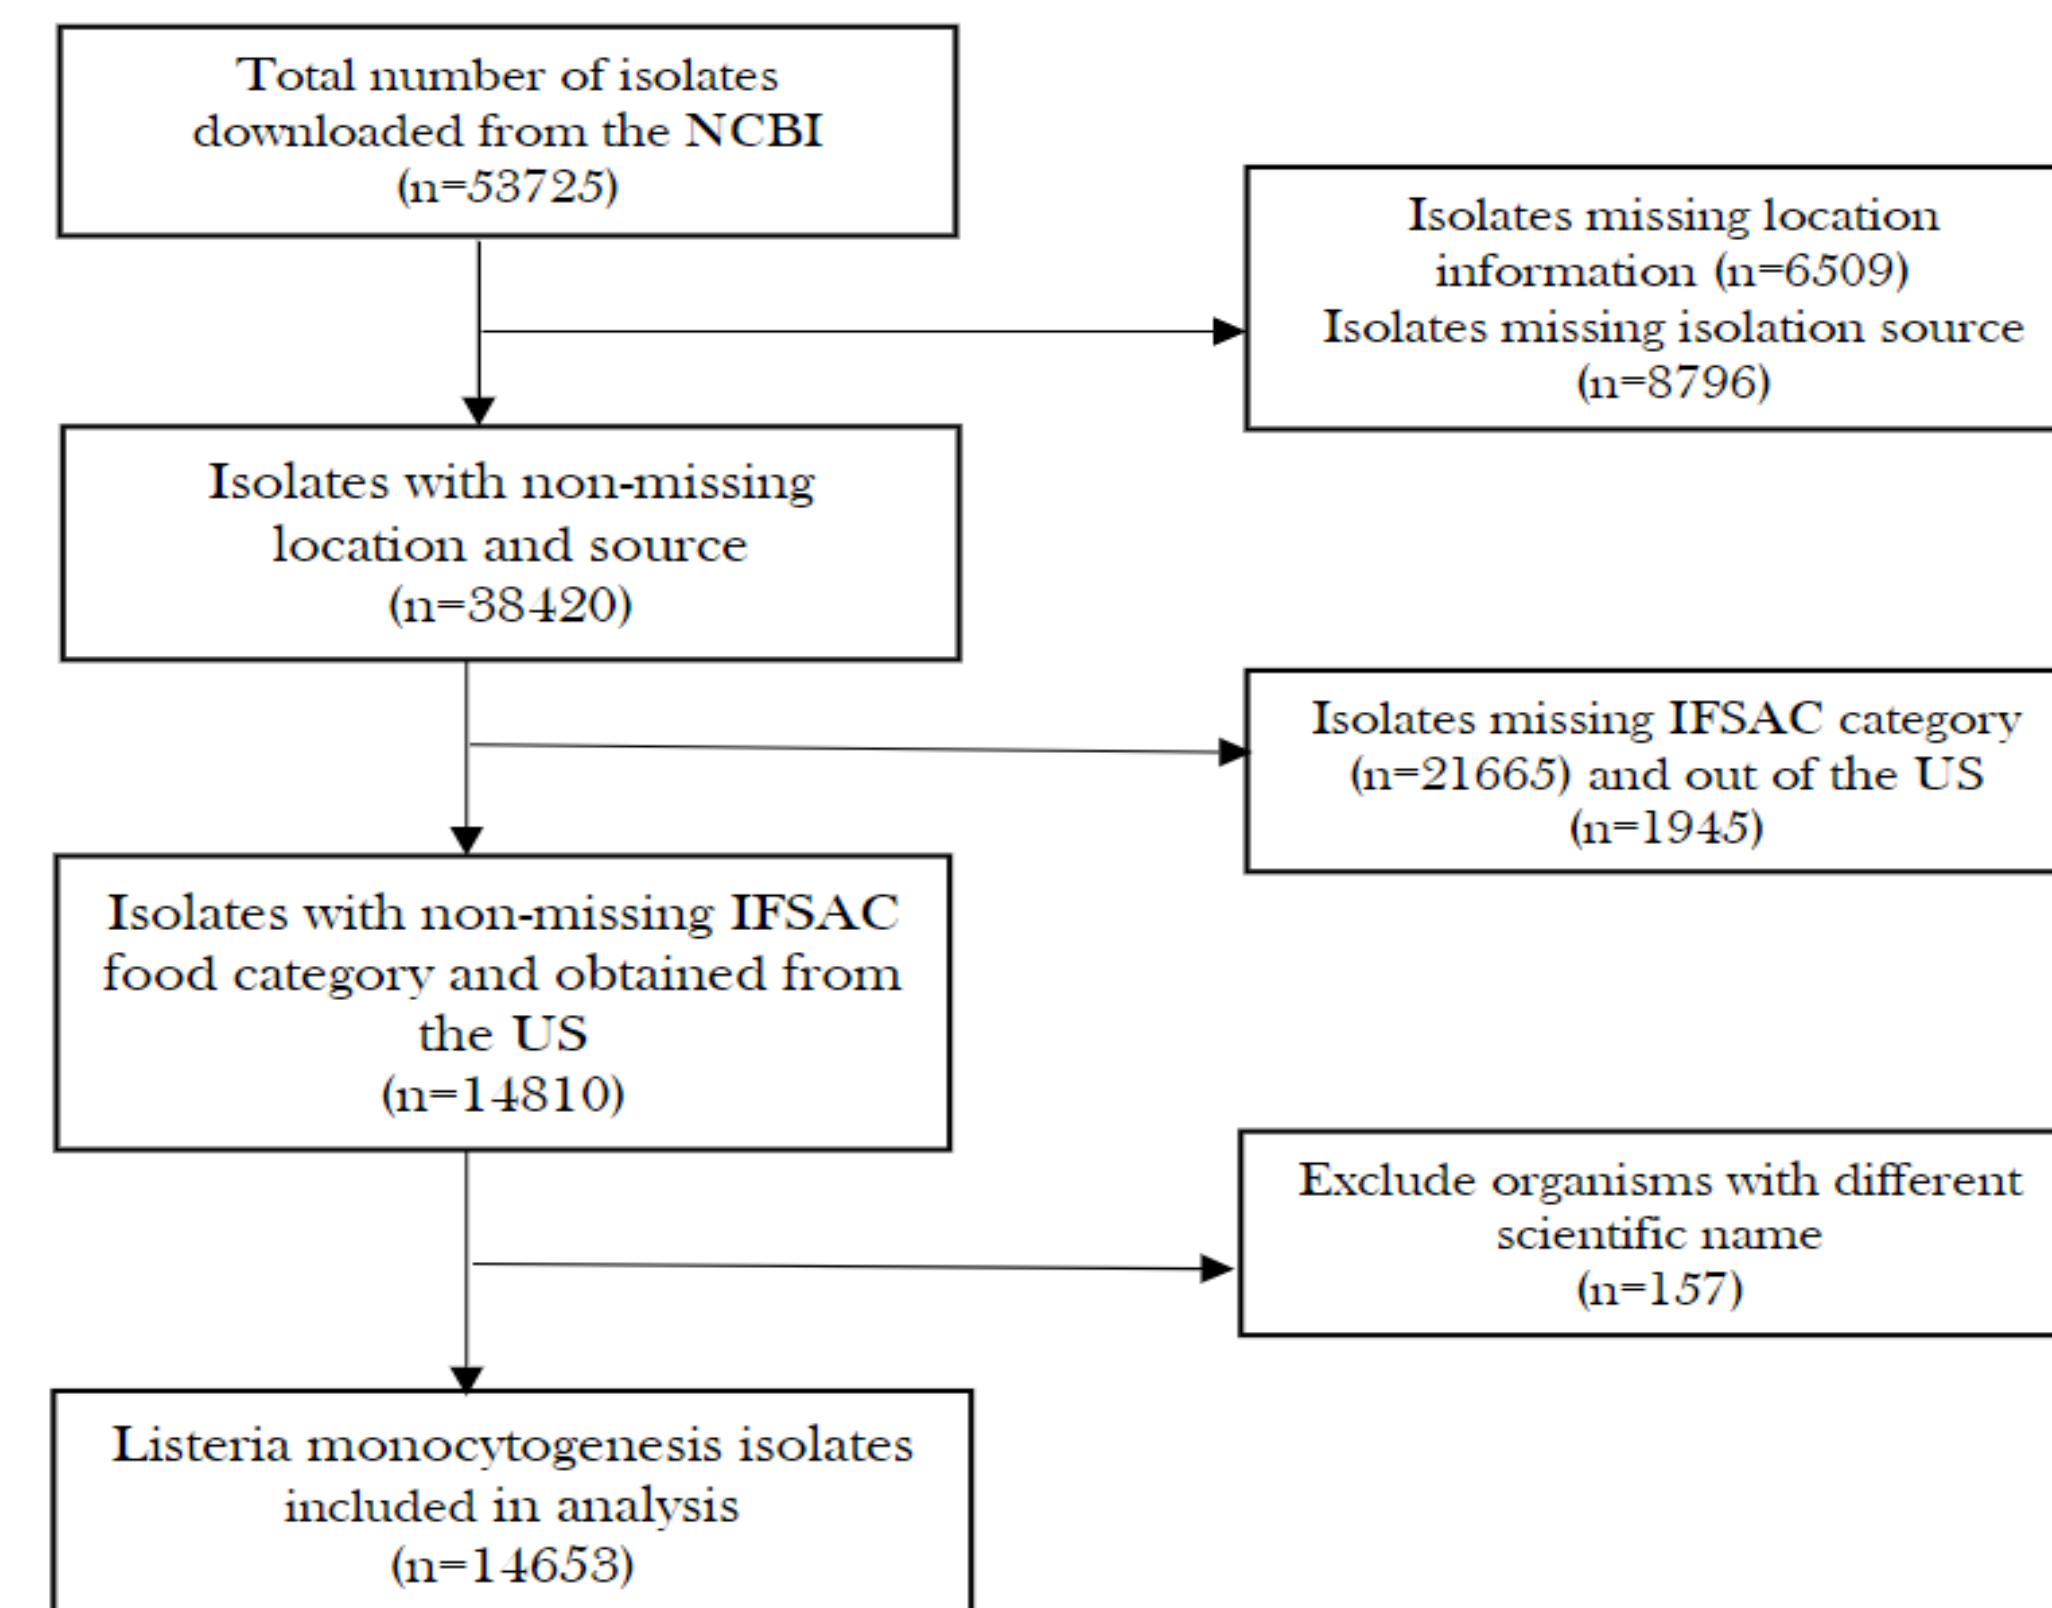 Total number of isolates
downloaded from the NCBI
(n=53725)
Isolates missing location
information (n=6509)
Isolates missing isolation source
(n=8796)
Isolates with non-missing
location and source
(n=38420)
Isolates missing IFSAC category
(n=21665) and out of the US
(n=1945)
Isolates with non-missing IFSAC
food category and obtained from
the US
(n=14810)
Exclude organisms with different
scientific name
(n=157)
Listeria monocytogenesis isolates
included in analysis
(n=14653)